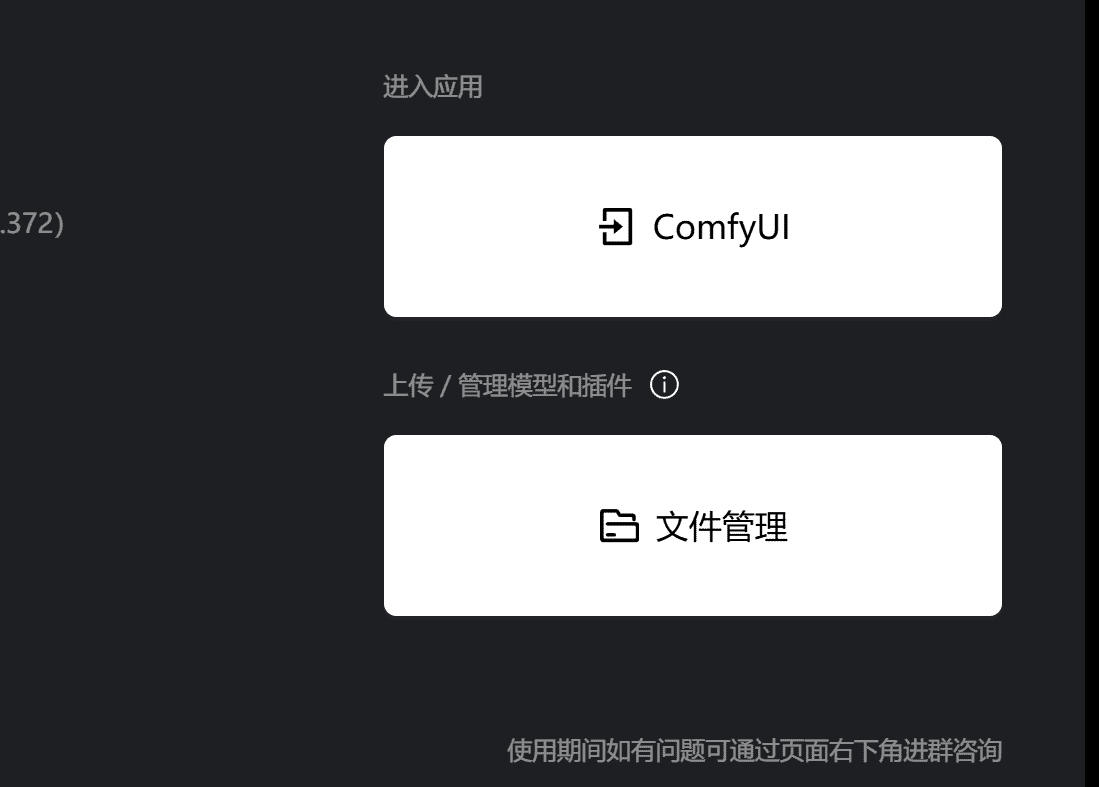 进入应用
.372)
ComfyUI
上传 / 管理模型和插件
文件管理
使用期间如有问题可通过页面右下角进群咨询